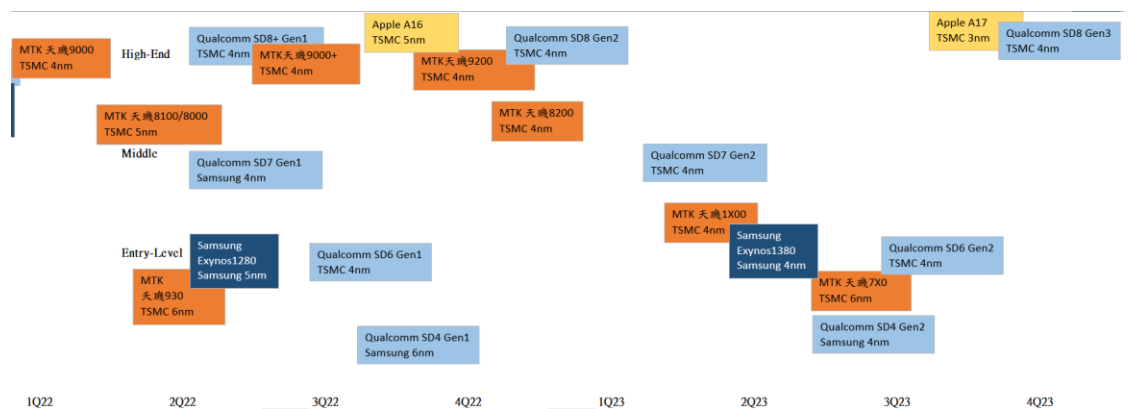 Apple A16
TSMC 5nm
Apple A17
TSMC 3nm
Qualcomm SD8+ Gen1
TSMC 4nm
Qualcomm SD8 Gen2
TSMC 4nm
Qualcomm SD8 Gen3
TSMC 4nm
MTK 天璣9000
TSMC 4nm
High-End
MTK天璣9000+
TSMC 4nm
MTK天璣9200
TSMC 4nm
MTK 天璣8100/8000
TSMC 5nm
MTK 天璣8200
TSMC 4nm
Middle
Qualcomm SD7 Gen1
Samsung 4nm
Qualcomm SD7 Gen2
TSMC 4nm
MTK 天璣1X00
TSMC 4nm
Entry-Level
Samsung
Exynos1280
Samsung 5nm
Qualcomm SD6 Gen1
TSMC 4nm
Samsung
Exynos1380
Samsung 4nm
Qualcomm SD6 Gen2
TSMC 4nm
MTK
天璣930
TSMC 6nm
MTK 天璣7X0
TSMC 6nm
Qualcomm SD4 Gen1
Samsung 6nm
Qualcomm SD4 Gen2
Samsung 4nm
1Q22
2Q22
3Q22
4Q22
1Q23
2Q23
3Q23
4Q23